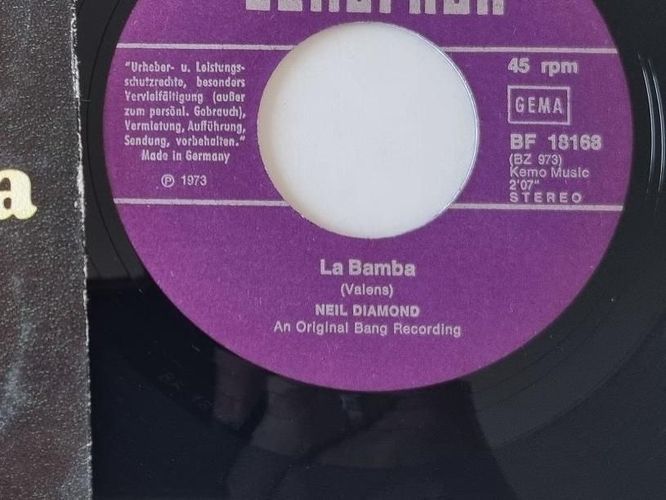 "Urheber- u. Leistungs-
schutzrechte, besonders
Vervielfältigung (außer
zum persönl. Gebrauch),
Vermietung, Aufführung,
Sendung, vorbehalten."
Made in Germany
℗ 1973
45 rpm
GEMA
BF 18168
(BZ 973)
Kemo Music
2'07"
STEREO
La Bamba
(Valens)
NEIL DIAMOND
An Original Bang Recording
a